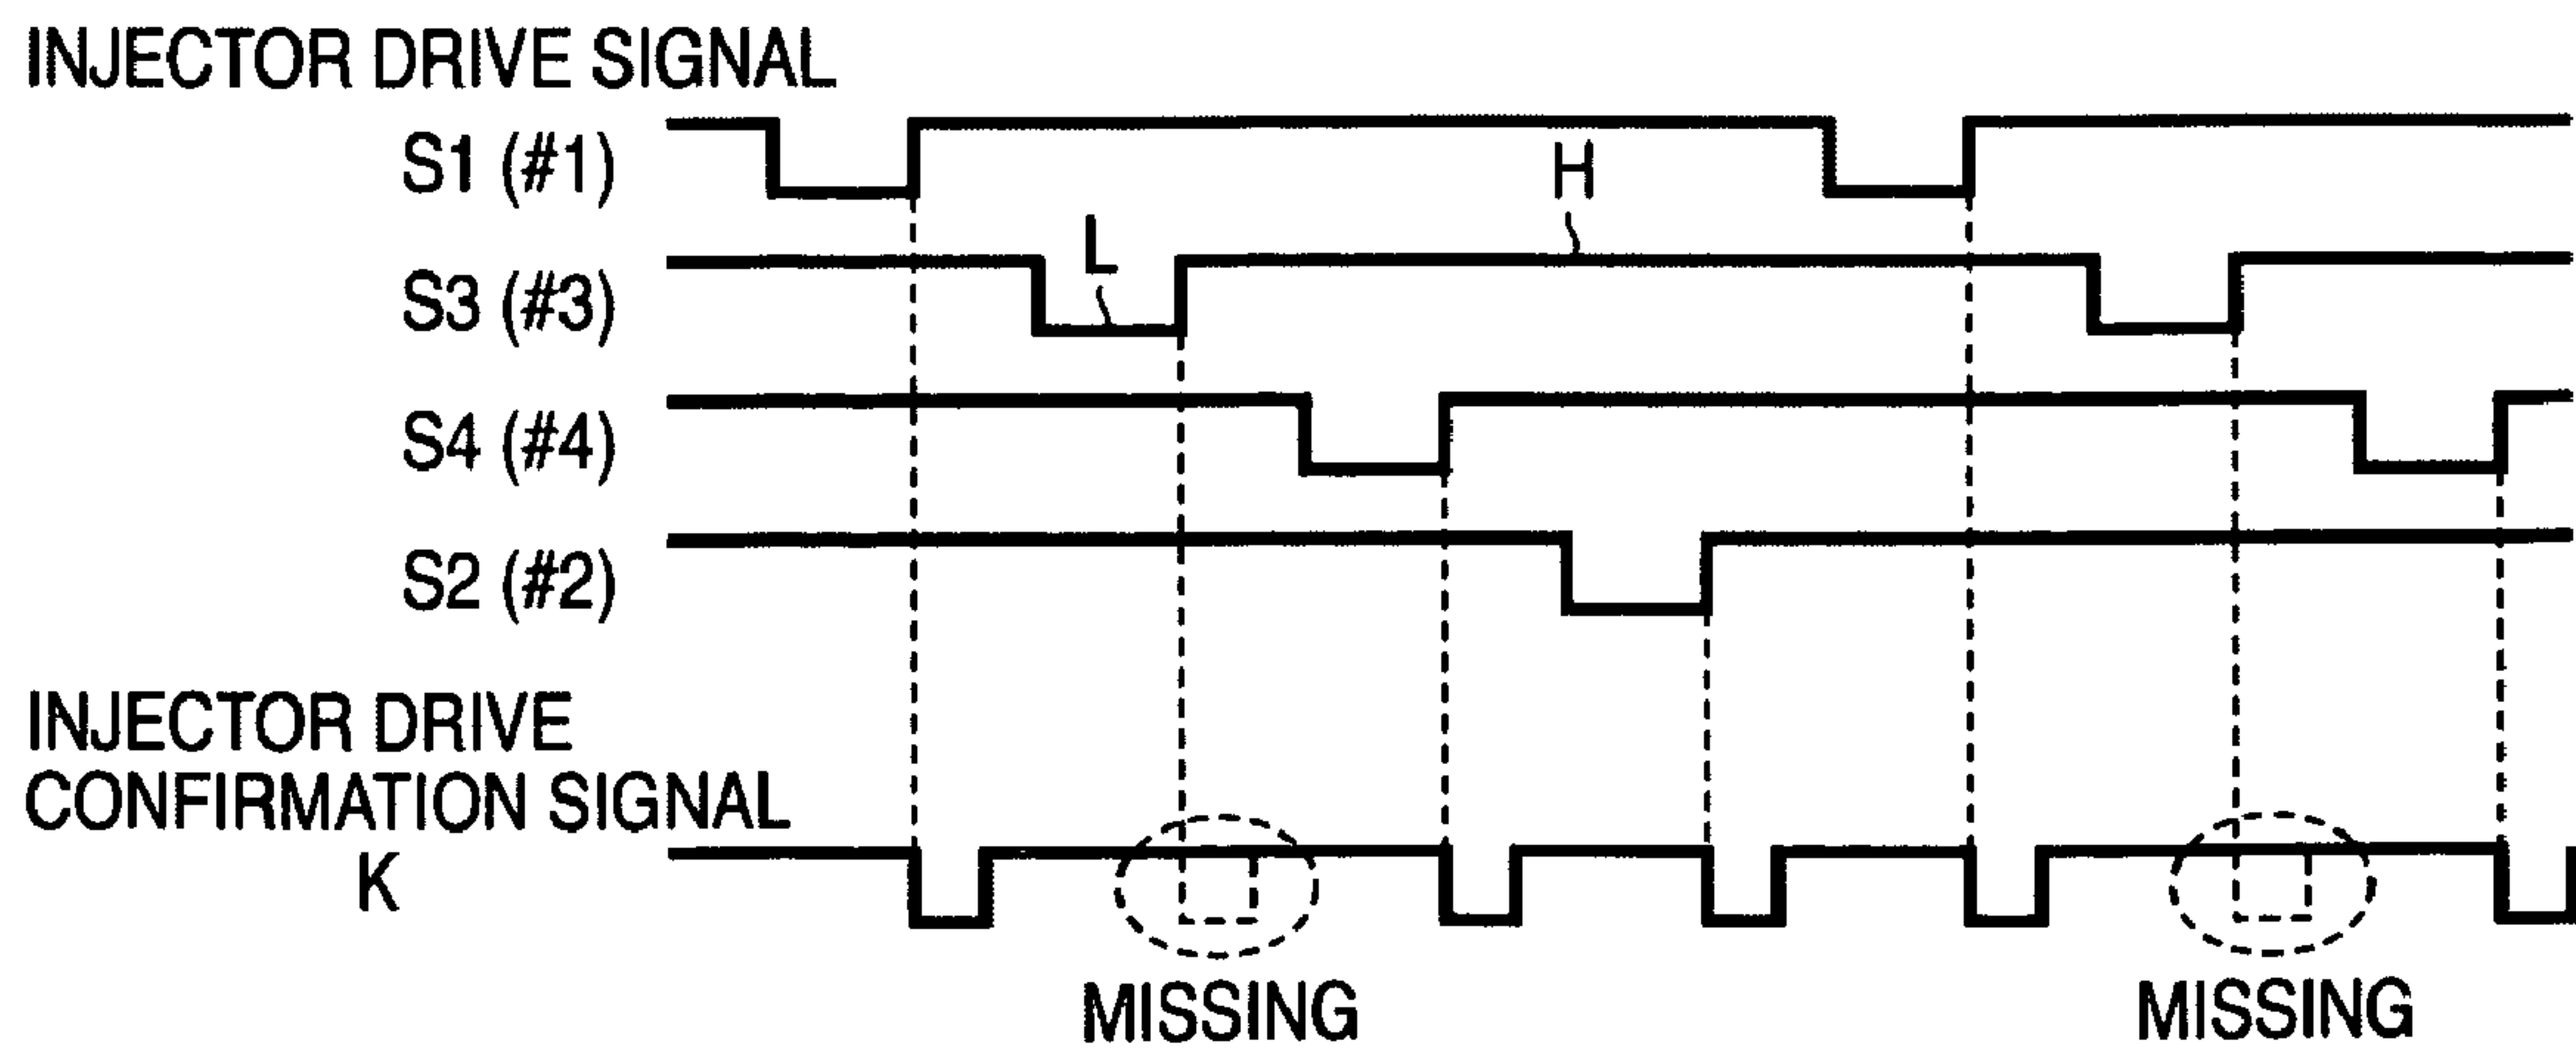 INJECTOR DRIVE SIGNAL
S1 (#1)
H
L
S3 (#3)
S4 (#4)
S2 (#2)
INJECTOR DRIVE
CONFIRMATION SIGNAL
K
MISSING
MISSING